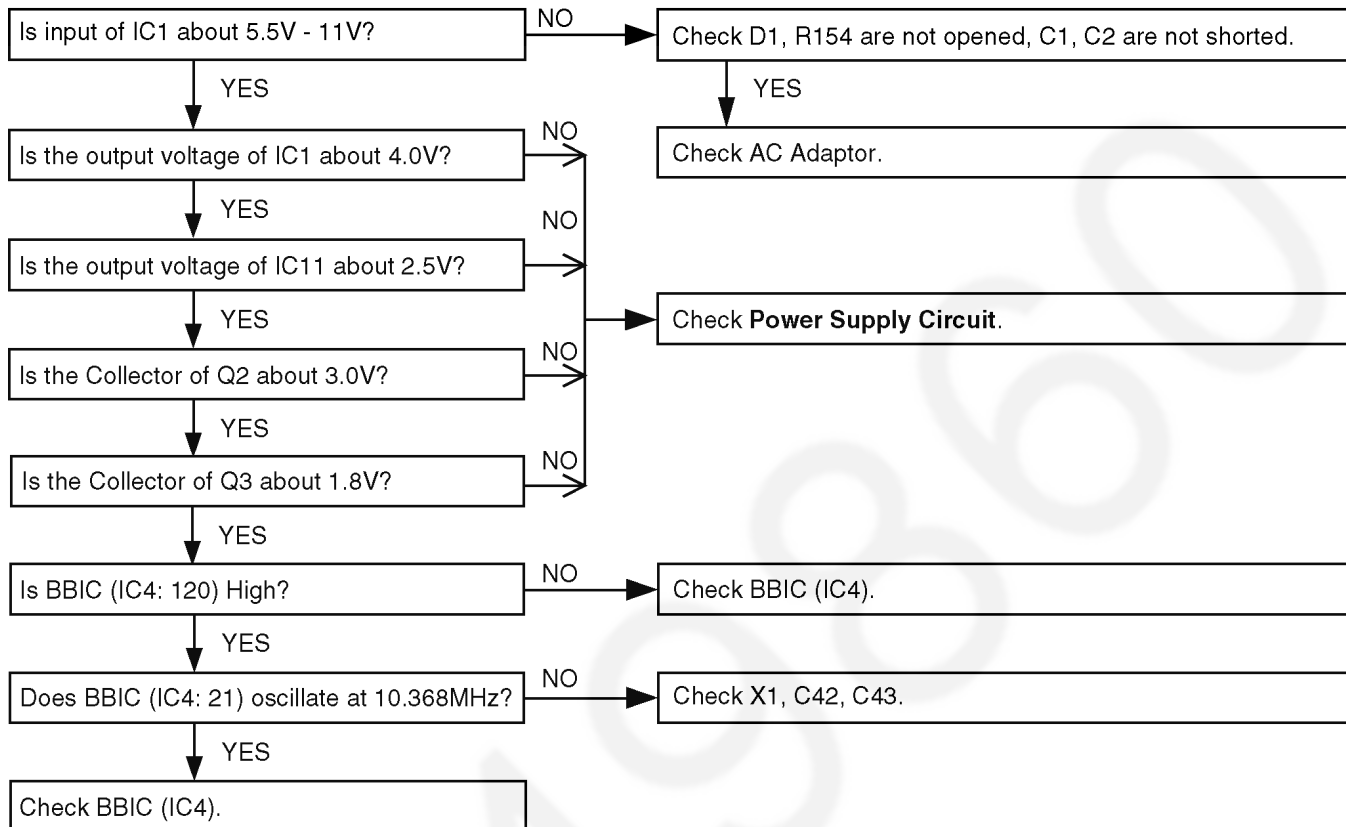 Is input of IC1 about 5.5V - 11V?
NO
Check D1, R154 are not opened, C1, C2 are not shorted.
YES
YES
Check AC Adaptor.
Is the output voltage of IC1 about 4.0V?
NO
YES
NO
Is the output voltage of IC11 about 2.5V?
YES
Check Power Supply Circuit.
Is the Collector of Q2 about 3.0V?
NO
YES
Is the Collector of Q3 about 1.8V?
NO
YES
Is BBIC (IC4: 120) High?
NO
Check BBIC (IC4).
YES
Does BBIC (IC4: 21) oscillate at 10.368MHz?
NO
Check X1, C42, C43.
YES
Check BBIC (IC4).
19860